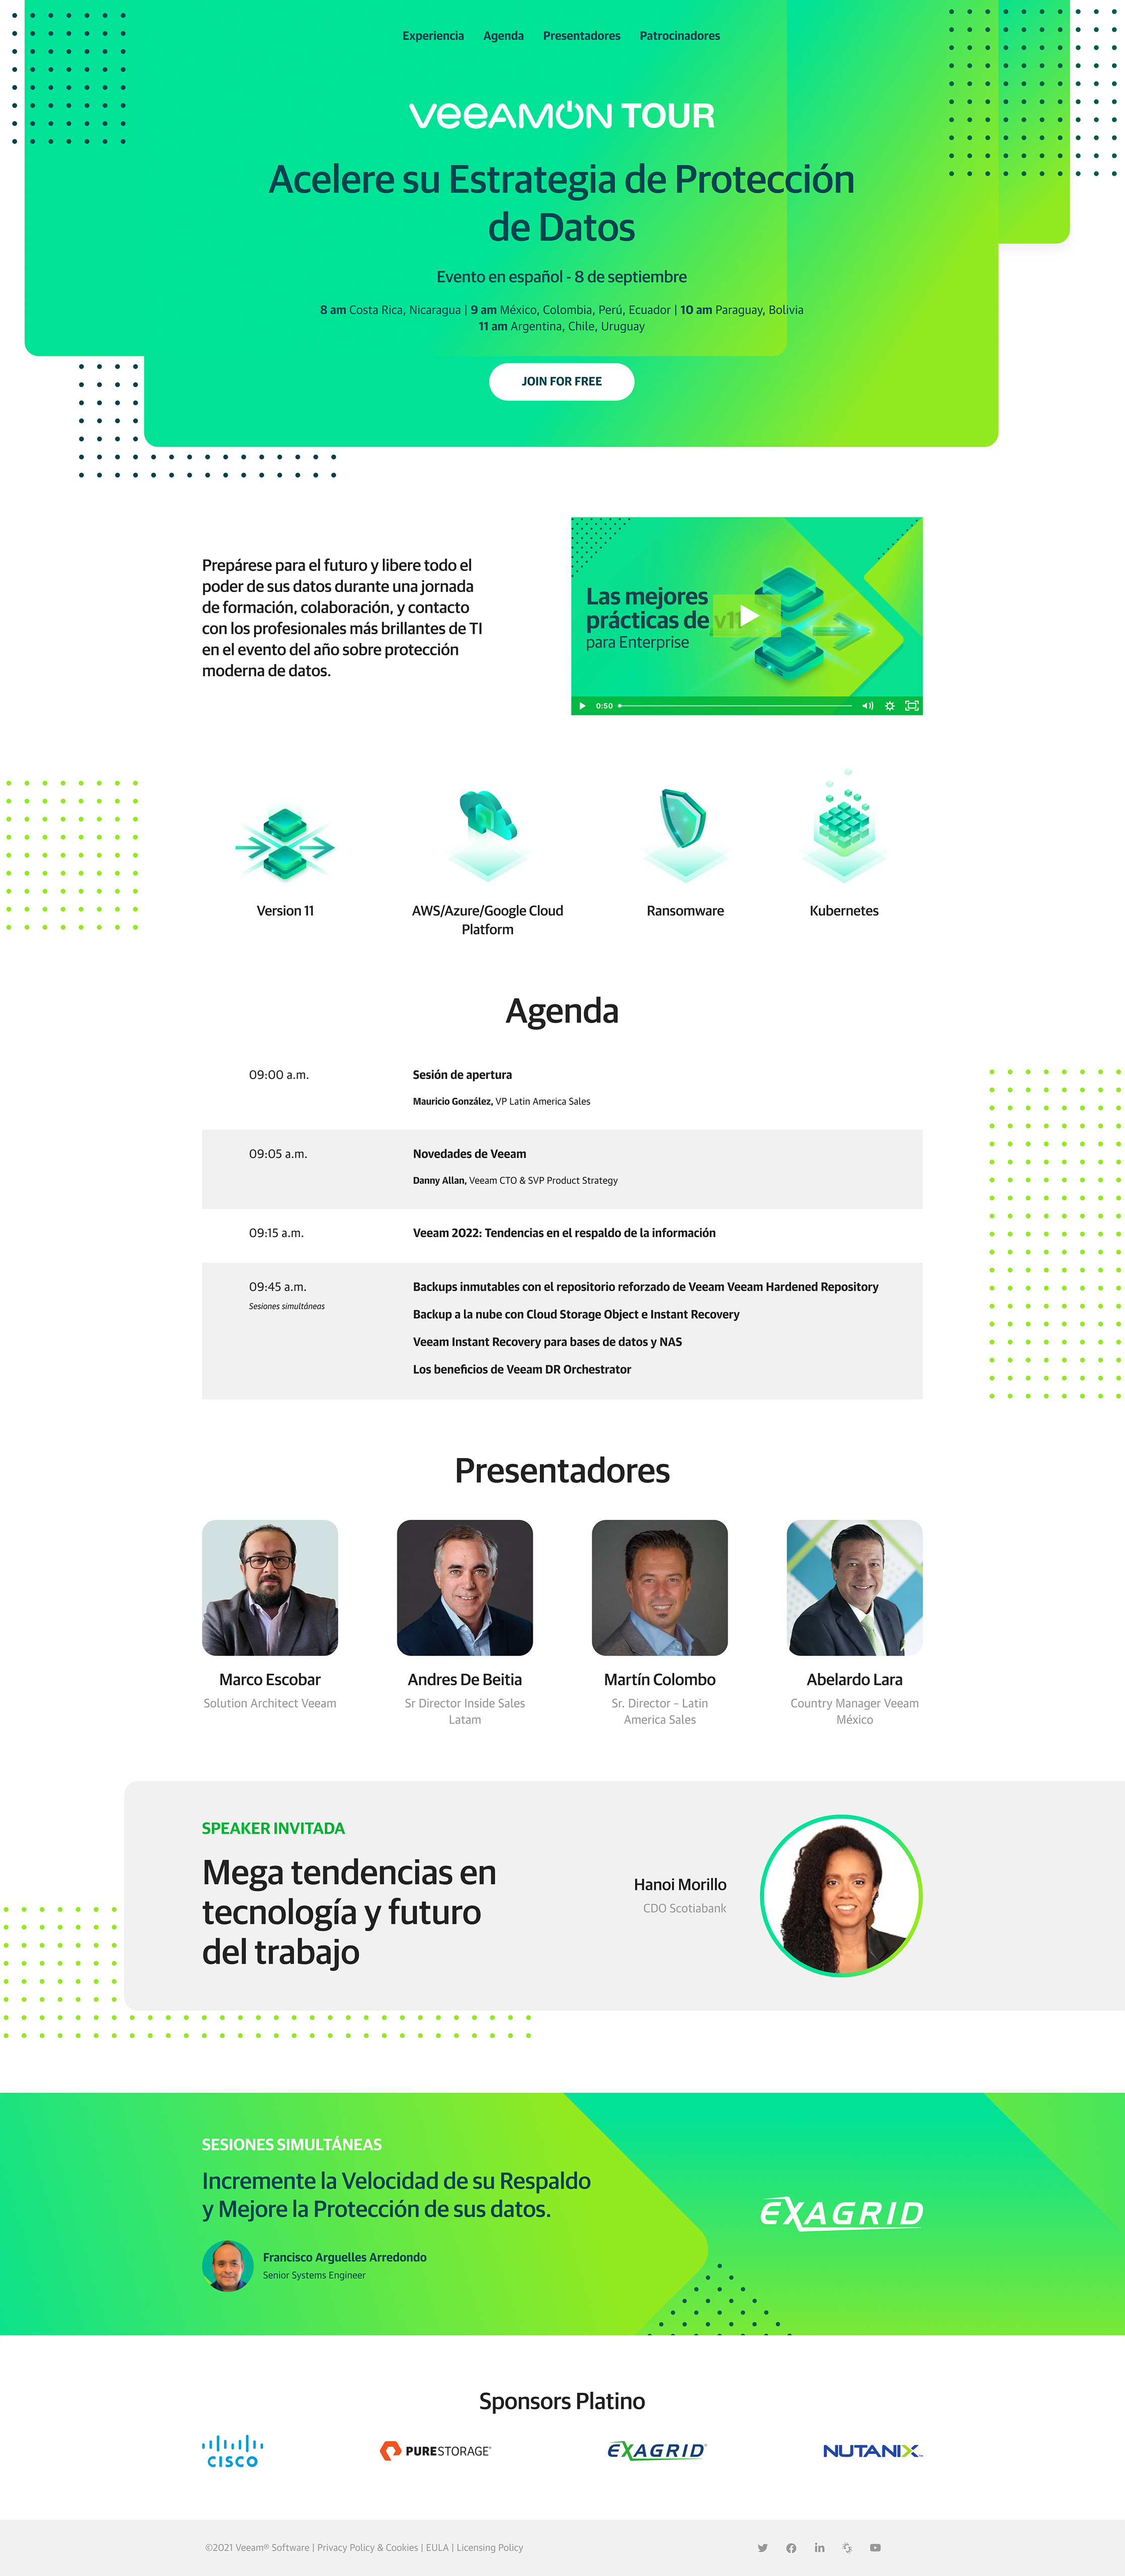 Experiencia Agenda Presentadores Patrocinadores
VeeAMON TOUR
Acelere su Estrategia de Protección
de Datos
Evento en español - 8 de septiembre
8 am Costa Rica, Nicaragua | 9 am México, Colombia, Perú, Ecuador | 10 am Paraguay, Bolivia
11 am Argentina, Chile, Uruguay
JOIN FOR FREE
Prepárese para el futuro y libere todo el
poder de sus datos durante una jornada
de formación, colaboración, y contacto
con los profesionales más brillantes de TI
en el evento del año sobre protección
moderna de datos.
Las mejores
prácticas de v11
para Enterprise
0:50
Version 11
AWS/Azure/Google Cloud
Platform
Ransomware
Kubernetes
Agenda
09:00 a.m.
Sesión de apertura
Mauricio González, VP Latin America Sales
09:05 a.m.
Novedades de Veeam
Danny Allan, Veeam CTO & SVP Product Strategy
09:15 a.m.
Veeam 2022: Tendencias en el respaldo de la información
09:45 a.m.
Sesiones simultáneas
Backups inmutables con el repositorio reforzado de Veeam Veeam Hardened Repository
Backup a la nube con Cloud Storage Object e Instant Recovery
Veeam Instant Recovery para bases de datos y NAS
Los beneficios de Veeam DR Orchestrator
Presentadores
Marco Escobar
Solution Architect Veeam
Andres De Beitia
Sr Director Inside Sales
Latam
Martín Colombo
Sr. Director – Latin
America Sales
Abelardo Lara
Country Manager Veeam
México
SPEAKER INVITADA
Mega tendencias en
tecnología y futuro
del trabajo
Hanoi Morillo
CDO Scotiabank
SESIONES SIMULTÁNEAS
Incremente la Velocidad de su Respaldo
y Mejore la Protección de sus datos.
Francisco Arguelles Arredondo
Senior Systems Engineer
EXAGRID
Sponsors Platino
CISCO
PURESTORAGE®
EXAGRID®
NUTANIX™
©2021 Veeam® Software | Privacy Policy & Cookies | EULA | Licensing Policy